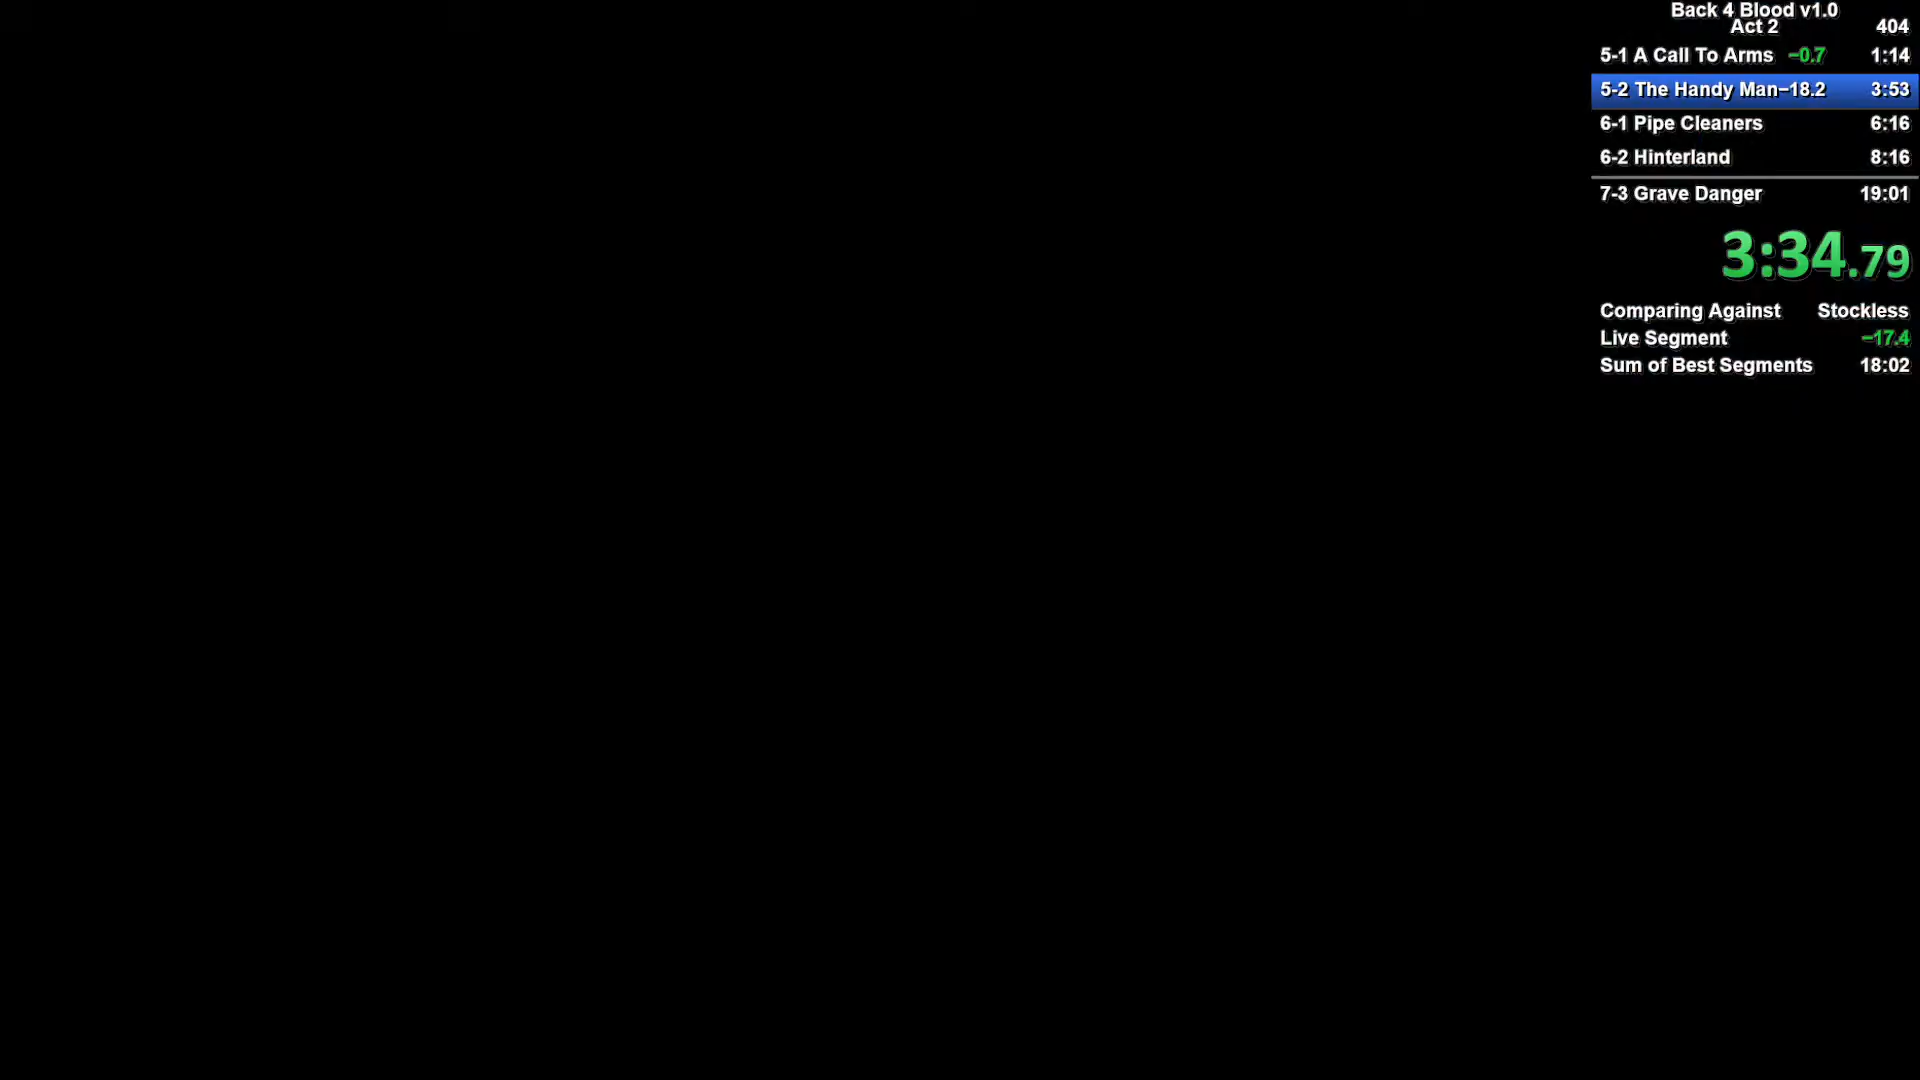 Back 4 Blood v1.0
Act 2 404
5-1 A Call To Arms −0.7 1:14
5-2 The Handy Man−18.2 3:53
6-1 Pipe Cleaners 6:16
6-2 Hinterland 8:16
7-3 Grave Danger 19:01
3:34.79
Comparing Against Stockless
Live Segment −17.4
Sum of Best Segments 18:02